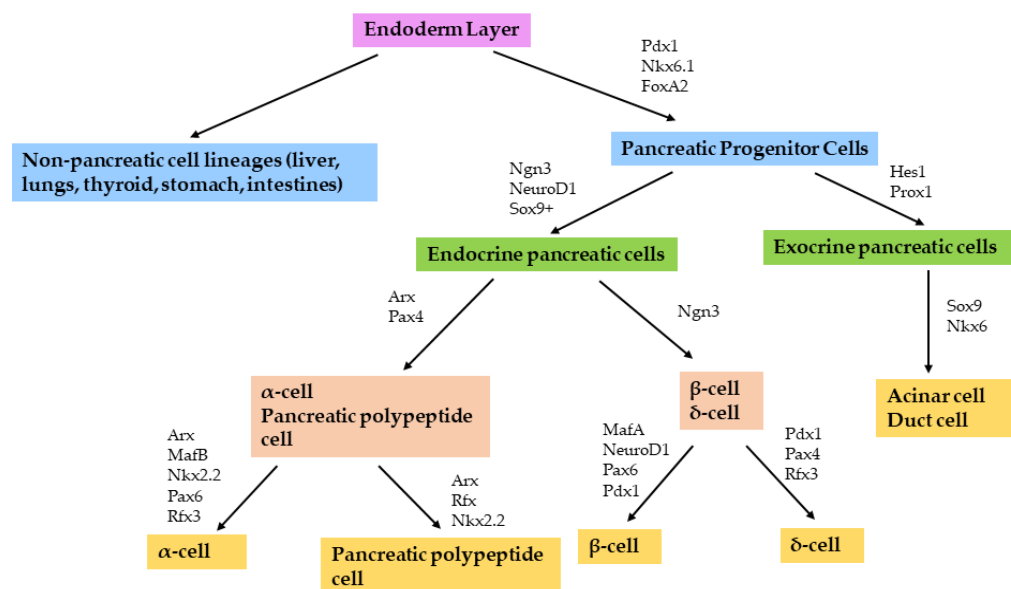 Endoderm Layer
Pdx1
Nkx6.1
FoxA2
Non-pancreatic cell lineages (liver,
lungs, thyroid, stomach, intestines)
Pancreatic Progenitor Cells
Ngn3
NeuroD1
Sox9+
Hes1
Prox1
Endocrine pancreatic cells
Exocrine pancreatic cells
Arx
Pax4
Ngn3
Sox9
Nkx6
α-cell
Pancreatic polypeptide
cell
β-cell
δ-cell
Acinar cell
Duct cell
Arx
MafB
Nkx2.2
Pax6
Rfx3
Arx
Rfx
Nkx2.2
MafA
NeuroD1
Pax6
Pdx1
Pdx1
Pax4
Rfx3
α-cell
Pancreatic polypeptide
cell
β-cell
δ-cell